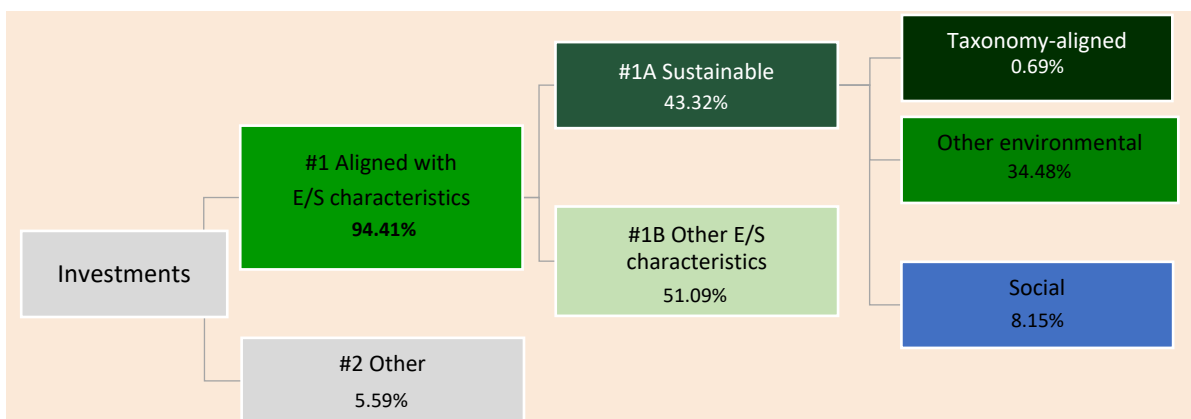 Investments
#1 Aligned with
E/S characteristics
94.41%
#2 Other
5.59%
#1A Sustainable
43.32%
#1B Other E/S
characteristics
51.09%
Taxonomy-aligned
0.69%
Other environmental
34.48%
Social
8.15%